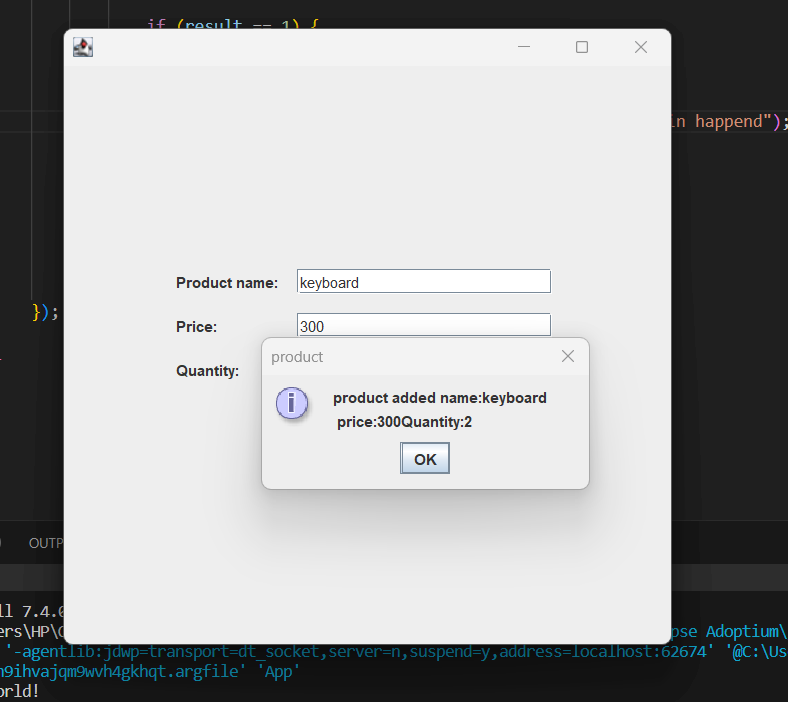 if (result == 1) {
in happend");
Product name: keyboard
Price: 300
});
product
Quantity:
product added name:keyboard
price:300Quantity:2
OK
OUTP
ll 7.4.
ers\HP\ pse Adoptium\
'-agentlib:jdwp=transport=dt_socket,server=n,suspend=y,address=localhost:62674' '@C:\Us
n9ihvajqm9wvh4gkhqt.argfile' 'App'
orld!